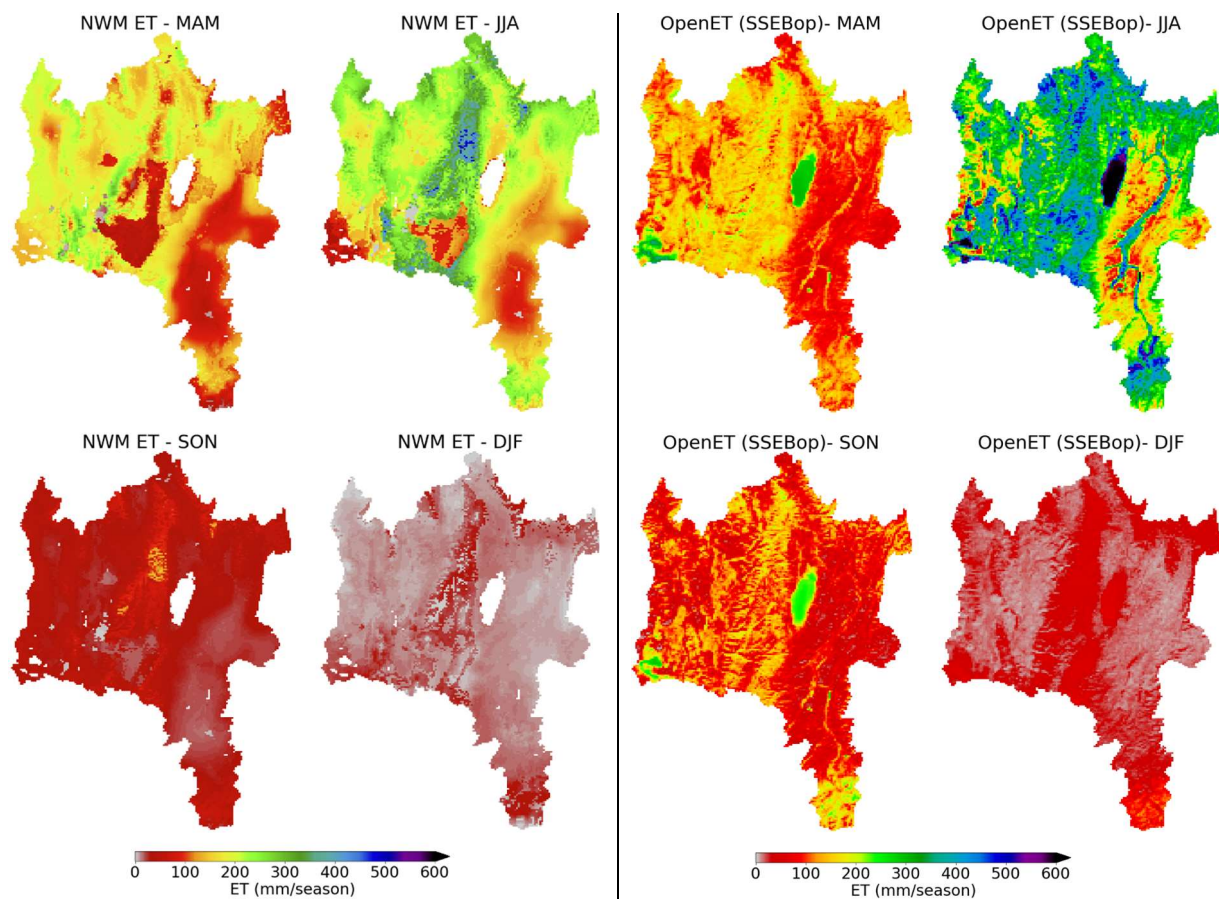 NWM ET - MAM
NWM ET - JJA
OpenET (SSEBop)- MAM
OpenET (SSEBop)- JJA
NWM ET - SON
NWM ET - DJF
OpenET (SSEBop)- SON
OpenET (SSEBop)- DJF
0 100 200 300 400 500 600
ET (mm/season)
0 100 200 300 400 500 600
ET (mm/season)